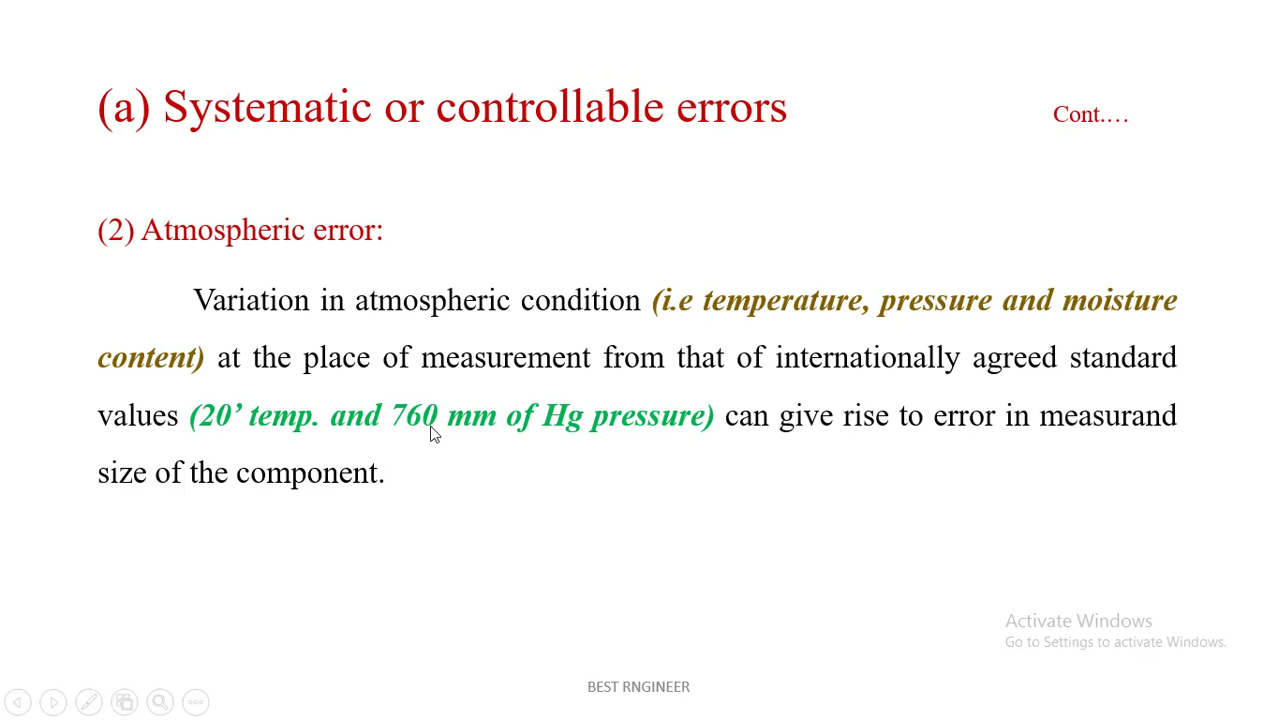 (a) Systematic or controllable errors
Cont.…
(2) Atmospheric error:
Variation in atmospheric condition (i.e temperature, pressure and moisture
content) at the place of measurement from that of internationally agreed standard
values (20’ temp. and 760 mm of Hg pressure) can give rise to error in measurand
size of the component.
Activate Windows
Go to Settings to activate Windows.
BEST RNGINEER